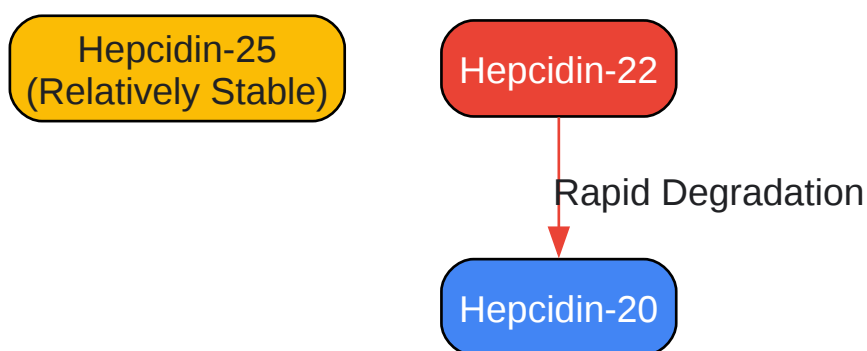 Hepcidin-25
(Relatively Stable)
Hepcidin-22
Rapid Degradation
Hepcidin-20